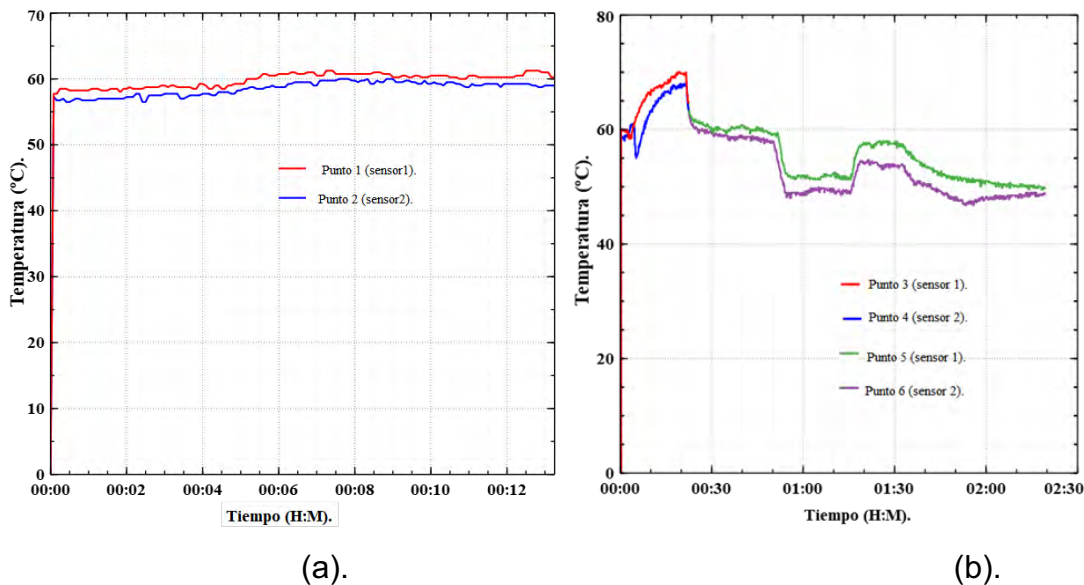 70
60
50
40
30
20
10
0
Temperatura (ºC).
Punto 1 (sensor1).
Punto 2 (sensor2).
00:00 00:02 00:04 00:06 00:08 00:10 00:12
Tiempo (H:M).
(a).
80
60
40
20
0
Temperatura (ºC).
Punto 3 (sensor 1).
Punto 4 (sensor 2).
Punto 5 (sensor 1).
Punto 6 (sensor 2).
00:00 00:30 01:00 01:30 02:00 02:30
Tiempo (H:M).
(b).